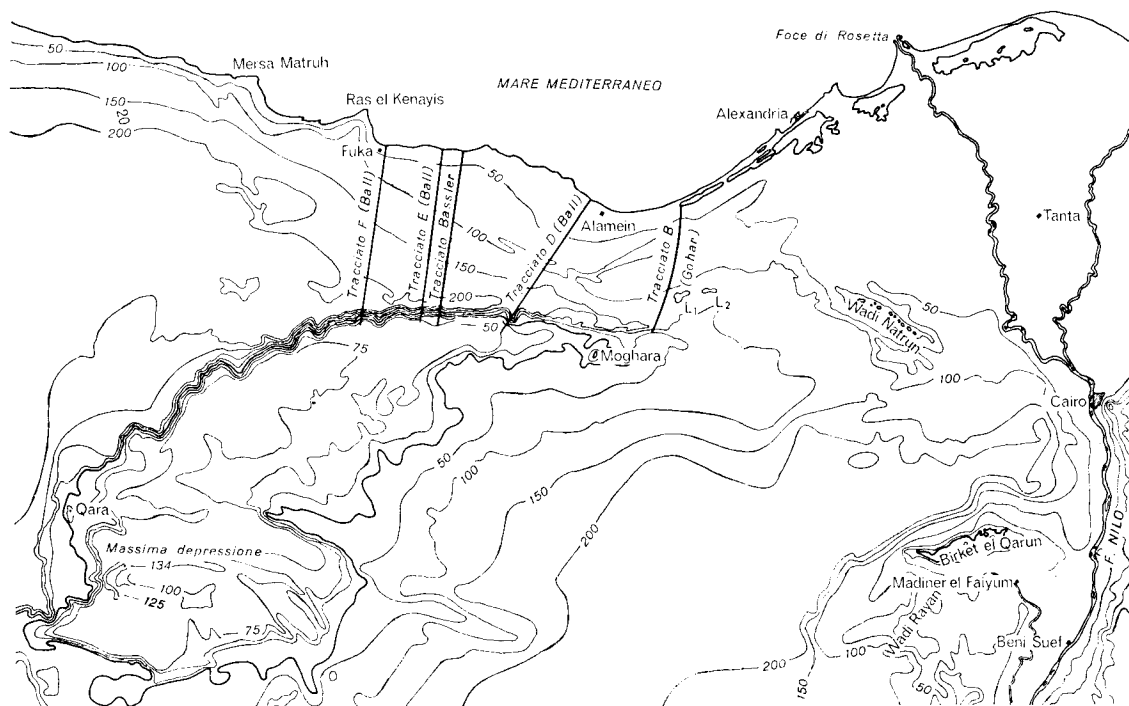 Foce di Rosetta
50
100
Mersa Matruh
MARE MEDITERRANEO
150
20
200
Ras el Kenayis
Alexandria
Fuka
50
Tracciato F (Ball)
Tracciato E (Ball)
Tracciato Bassler
Tracciato D (Ball)
Alamein
Tracciato B
(Gohar)
Tanta
100
150
200
L1
L2
50
Wadi Natrun
50
75
Moghara
100
Cairo
50
100
150
200
Qara
Massima depressione
134
100
125
75
Birket el Qarun
F. NILO
Madiner el Faiyum
Wadi Rayan
Beni Suef
200
100
150
50